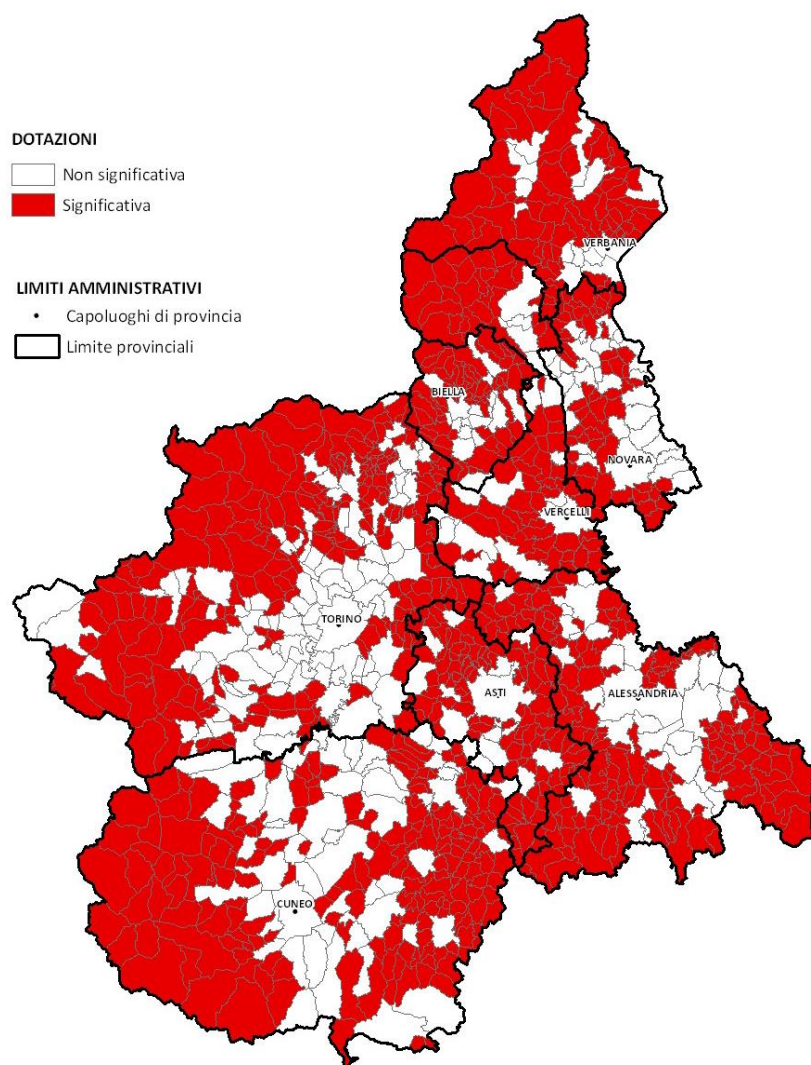 DOTAZIONI
Non significativa
Significativa
LIMITI AMMINISTRATIVI
Capoluoghi di provincia
Limite provinciali
VERBANIA
BIELLA
NOVARA
VERCELLI
TORINO
ASTI
ALESSANDRIA
CUNEO